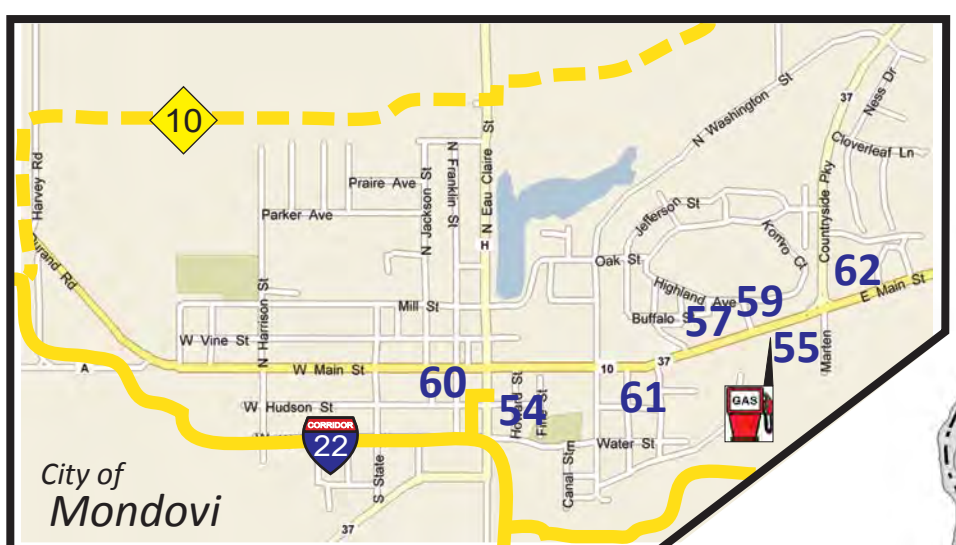 10
37
Ness Dr
N Washington St
Cloverleaf Ln
Harvey Rd
N Franklin St
N Eau Claire St
Praire Ave
N Jackson St
Parker Ave
Jefferson St
Komro Ct
Countryside Pky
H
Durand Rd
Oak St
62
E Main St
Highland Ave
59
N Harrison St
Mill St
Buffalo St
57
W Vine St
55
Marten
A
W Main St
60
10
37
61
GAS
W Hudson St
54
Howard St
CORRIDOR
22
Water St
S State
Canal St
37
City of
Mondovi